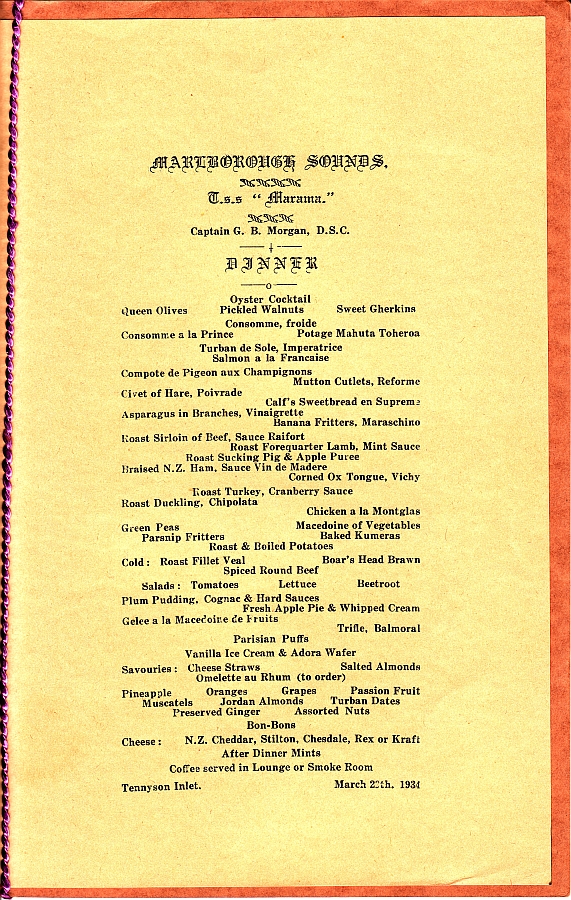 MARLBOROUGH SOUNDS.
T.s.s "Marama."
Captain G. B. Morgan, D.S.C.
DINNER
Oyster Cocktail
Queen Olives Pickled Walnuts Sweet Gherkins
Consomme, froide
Consomme a la Prince Potage Mahuta Toheroa
Turban de Sole, Imperatrice
Salmon a la Francaise
Compote de Pigeon aux Champignons
Mutton Cutlets, Reforme
Civet of Hare, Poivrade
Calf's Sweetbread en Supreme
Asparagus in Branches, Vinaigrette
Banana Fritters, Maraschino
Roast Sirloin of Beef, Sauce Raifort
Roast Forequarter Lamb, Mint Sauce
Roast Sucking Pig & Apple Puree
Braised N.Z. Ham, Sauce Vin de Madere
Corned Ox Tongue, Vichy
Roast Turkey, Cranberry Sauce
Roast Duckling, Chipolata
Chicken a la Montglas
Green Peas Macedoine of Vegetables
Parsnip Fritters Baked Kumeras
Roast & Boiled Potatoes
Cold: Roast Fillet Veal Boar's Head Brawn
Spiced Round Beef
Salads: Tomatoes Lettuce Beetroot
Plum Pudding, Cognac & Hard Sauces
Fresh Apple Pie & Whipped Cream
Gelee a la Macedoine de Fruits
Trifle, Balmoral
Parisian Puffs
Vanilla Ice Cream & Adora Wafer
Savouries: Cheese Straws Salted Almonds
Omelette au Rhum (to order)
Pineapple Oranges Grapes Passion Fruit
Muscatels Jordan Almonds Turban Dates
Preserved Ginger Assorted Nuts
Bon-Bons
Cheese: N.Z. Cheddar, Stilton, Chesdale, Rex or Kraft
After Dinner Mints
Coffee served in Lounge or Smoke Room
Tennyson Inlet. March 1934